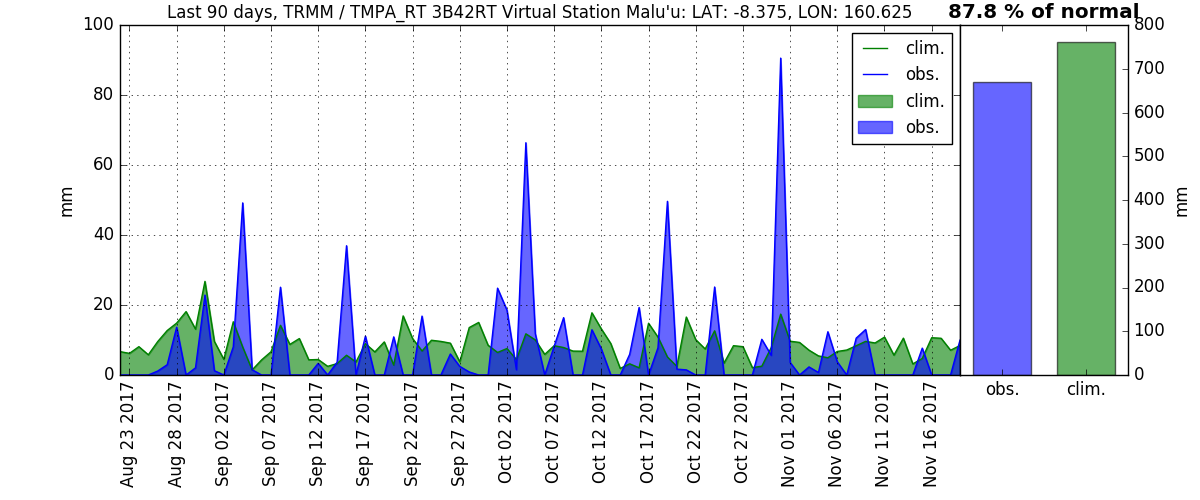 Last 90 days, TRMM / TMPA_RT 3B42RT Virtual Station Malu'u: LAT: -8.375, LON: 160.625
87.8 % of normal
100
80
60
40
20
0
mm
clim.
obs.
clim.
obs.
800
700
600
500
400
300
200
100
0
mm
obs.
clim.
Aug 23 2017
Aug 28 2017
Sep 02 2017
Sep 07 2017
Sep 12 2017
Sep 17 2017
Sep 22 2017
Sep 27 2017
Oct 02 2017
Oct 07 2017
Oct 12 2017
Oct 17 2017
Oct 22 2017
Oct 27 2017
Nov 01 2017
Nov 06 2017
Nov 11 2017
Nov 16 2017